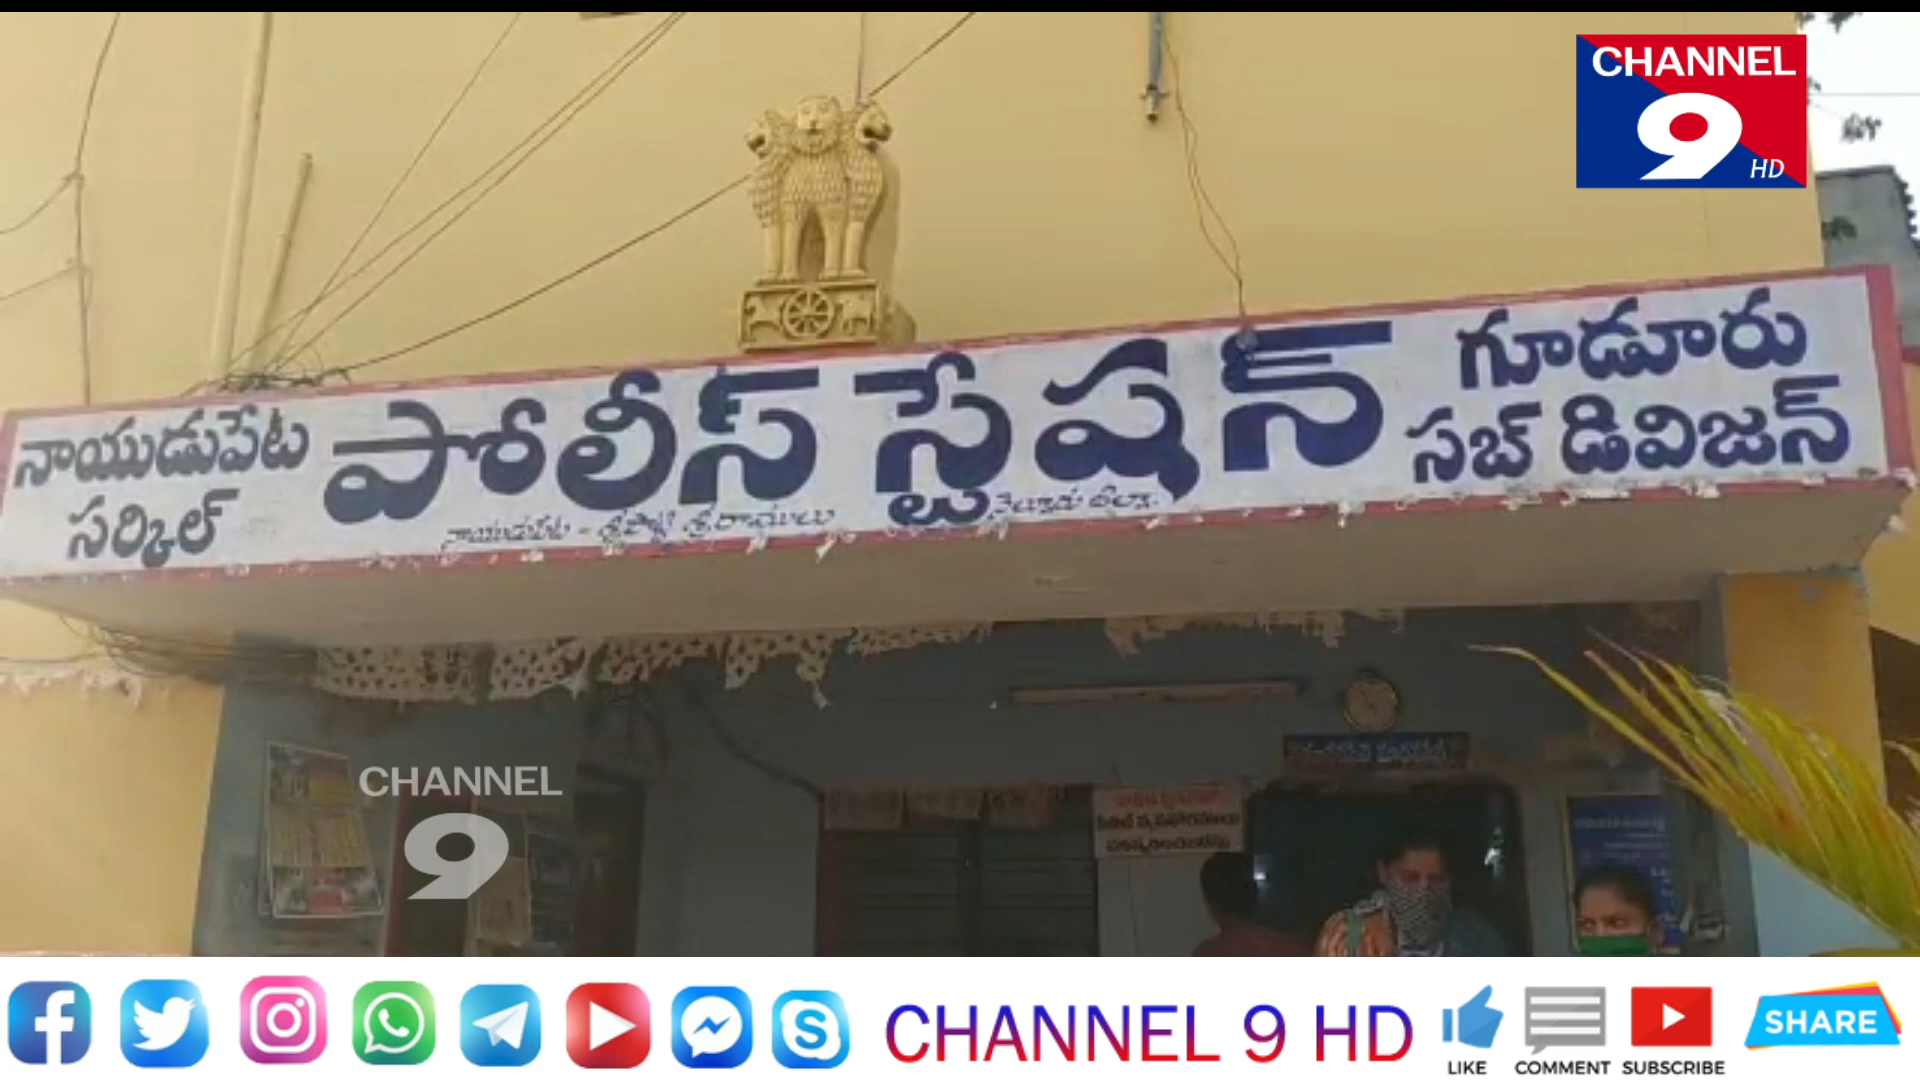 CHANNEL
9
HD
నాయుడుపేట
సర్కిల్
పోలీస్ స్టేషన్
గూడూరు
సబ్ డివిజన్
నాయుడుపేట - శ్రీపొట్టి శ్రీరాములు నెల్లూరు జిల్లా.
CHANNEL
9
CHANNEL 9 HD
LIKE
COMMENT
SUBSCRIBE
SHARE